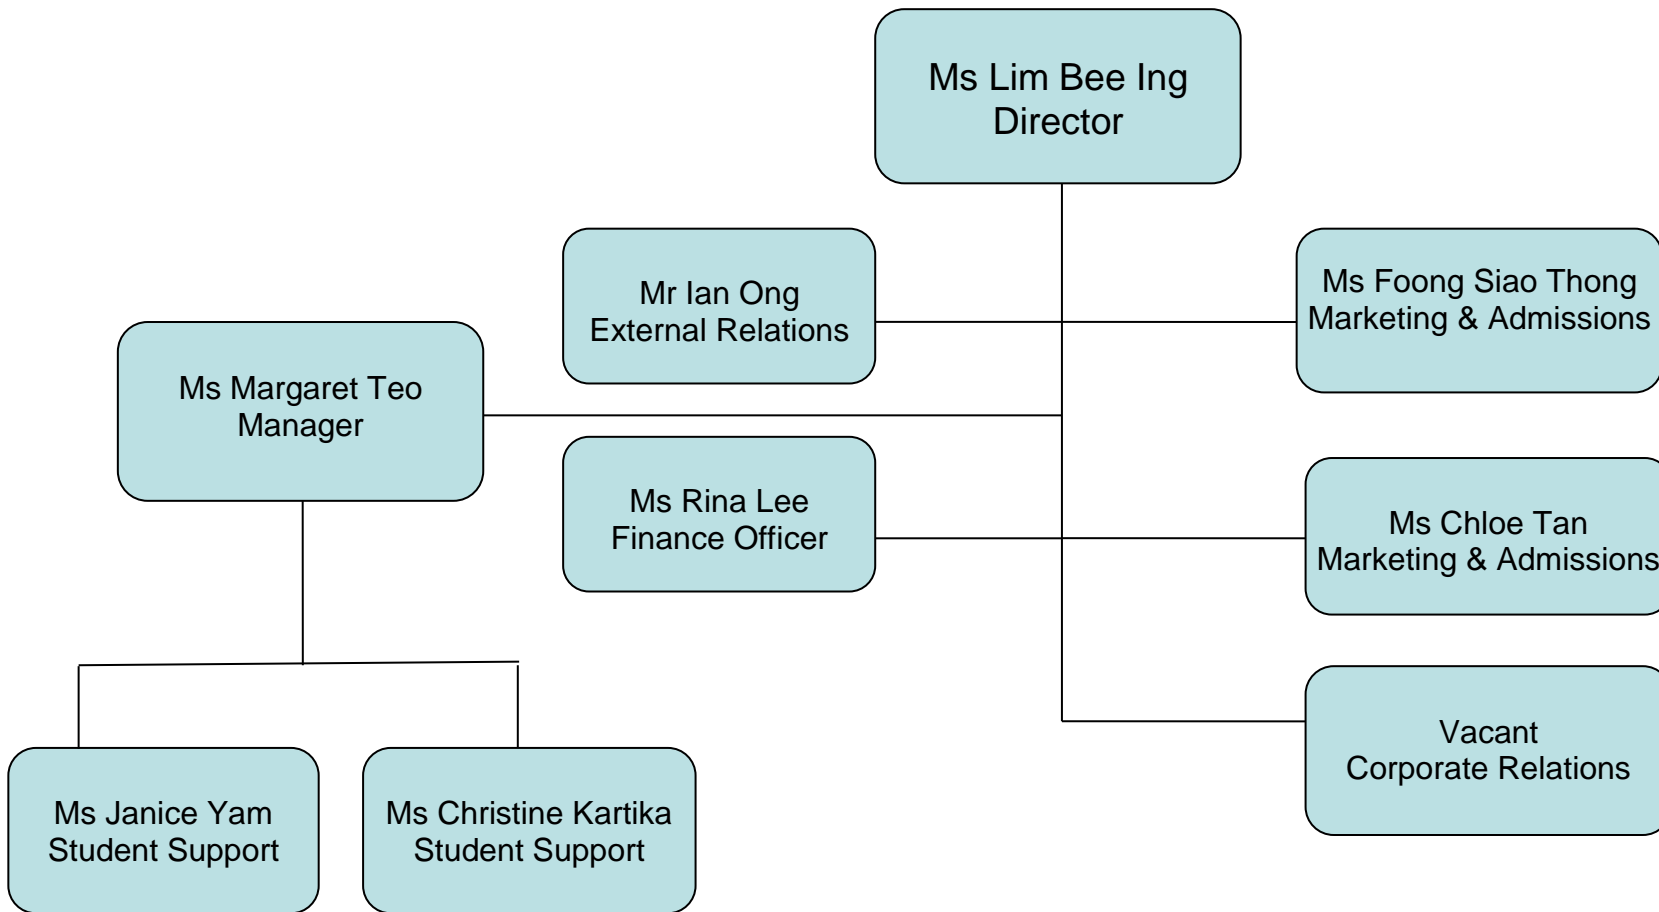 Ms Lim Bee Ing
Director
Mr Ian Ong
External Relations
Ms Foong Siao Thong
Marketing & Admissions
Ms Margaret Teo
Manager
Ms Rina Lee
Finance Officer
Ms Chloe Tan
Marketing & Admissions
Vacant
Corporate Relations
Ms Janice Yam
Student Support
Ms Christine Kartika
Student Support